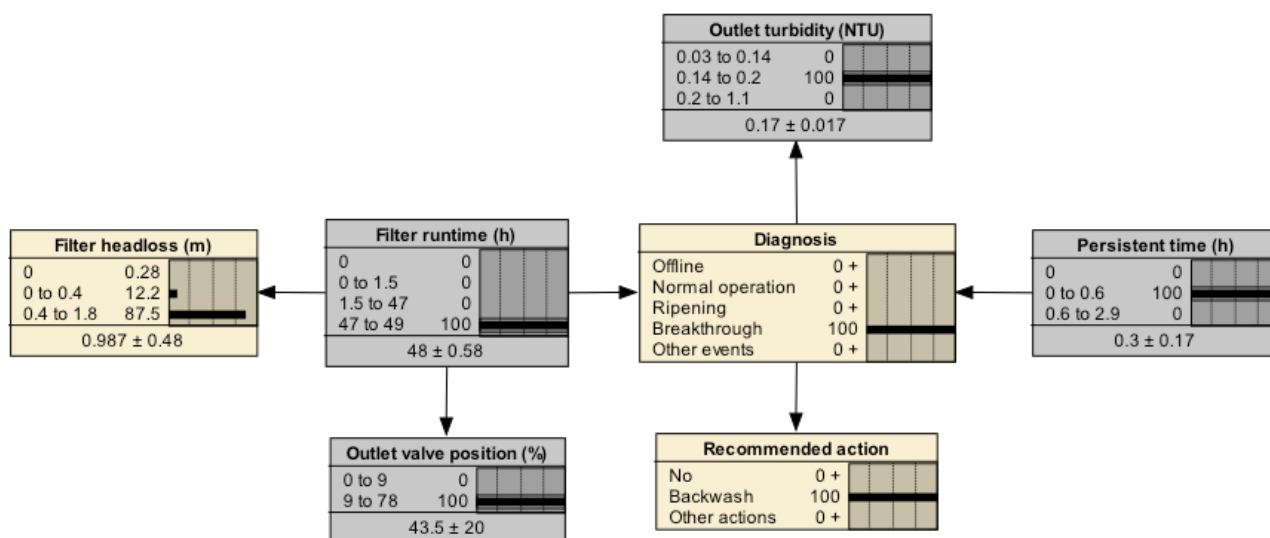 Outlet turbidity (NTU)
0.03 to 0.14 0
0.14 to 0.2 100
0.2 to 1.1 0
0.17 ± 0.017
Filter headloss (m)
0 0.28
0 to 0.4 12.2
0.4 to 1.8 87.5
0.987 ± 0.48
Filter runtime (h)
0 0
0 to 1.5 0
1.5 to 47 0
47 to 49 100
48 ± 0.58
Diagnosis
Offline 0 +
Normal operation 0 +
Ripening 0 +
Breakthrough 100
Other events 0 +
Persistent time (h)
0 0
0 to 0.6 100
0.6 to 2.9 0
0.3 ± 0.17
Outlet valve position (%)
0 to 9 0
9 to 78 100
43.5 ± 20
Recommended action
No 0 +
Backwash 100
Other actions 0 +